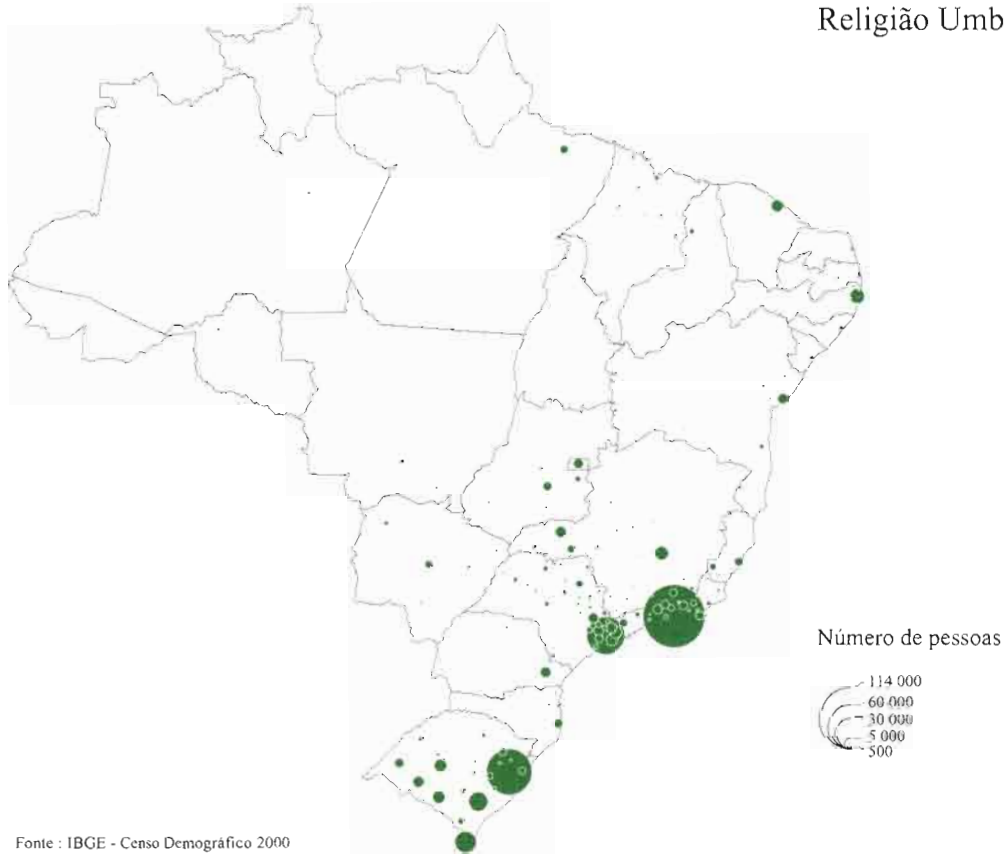 Religião Umb
Número de pessoas
114 000
60 000
30 000
5 000
500
Fonte : IBGE - Censo Demográfico 2000